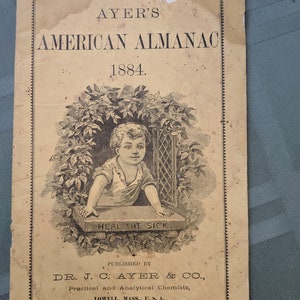 AYER'S
AMERICAN ALMANAC
1884.
HEAL THE SICK
PUBLISHED BY
DR. J. C. AYER & CO.,
Practical and Analytical Chemists,
LOWELL, MASS., U.S.A.